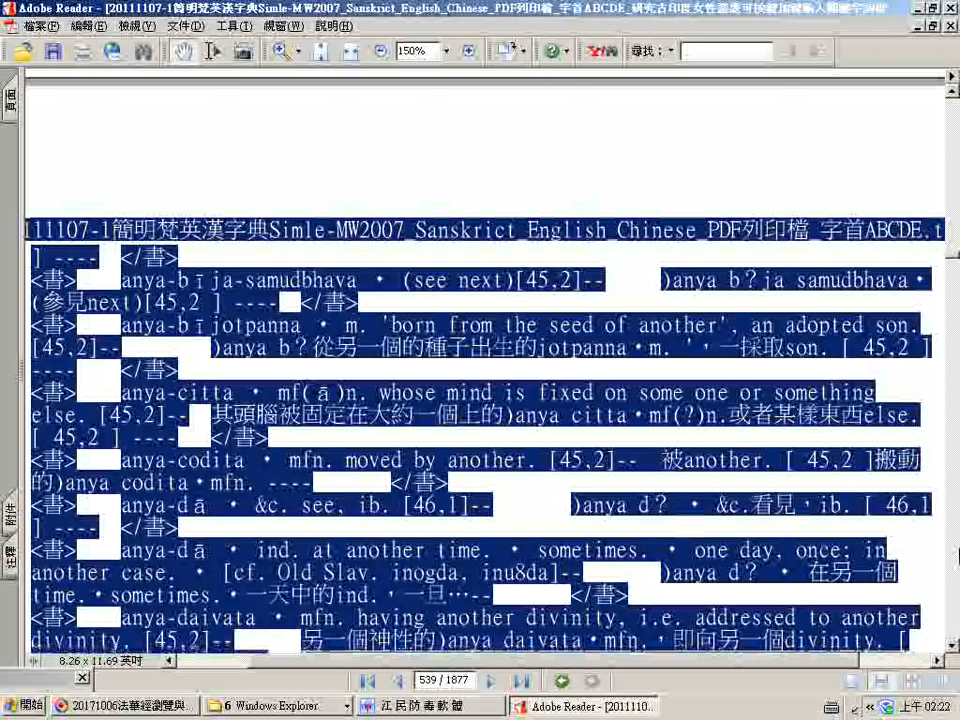 Adobe Reader - [20111107-1簡明梵英漢字典Simle-MW2007_Sanskrict_English_Chinese_PDF列印檔_字首ABCDE_研究古印度女性
檔案(F) 編輯(E) 檢視(V) 文件(D) 工具(T) 視窗(W) 說明(H)
150% 尋找：
頁面
111107-1簡明梵英漢字典Simle-MW2007_Sanskrict_English_Chinese_PDF列印檔_字首ABCDE.t
] ---- </書>
<書> anya-bīja-samudbhava • (see next)[45,2]-- )anya b?ja samudbhava•
(參見next)[45,2 ] ---- </書>
<書> anya-bījotpanna • m. 'born from the seed of another', an adopted son.
[45,2]-- )anya b?從另一個的種子出生的jotpanna•m. '，一採取son. [ 45,2 ]
---- </書>
<書> anya-citta • mf(ā)n. whose mind is fixed on some one or something
else. [45,2]-- 其頭腦被固定在大約一個上的)anya citta•mf(?)n.或者某樣東西else.
[ 45,2 ] ---- </書>
<書> anya-codita • mfn. moved by another. [45,2]-- 被another. [ 45,2 ]搬動
的)anya codita•mfn. ---- </書>
<書> anya-dā • &c. see, ib. [46,1]-- )anya d? • &c.看見，ib. [ 46,1
] ---- </書>
<書> anya-dā • ind. at another time. • sometimes. • one day, once; in
another case. • [cf. Old Slav. inogda, inu8da]-- )anya d? • 在另一個
time.•sometimes.•一天中的ind.，一旦…-- </書>
<書> anya-daivata • mfn. having another divinity, i.e. addressed to another
divinity. [45,2]-- 另一個神性的)anya daivata•mfn.，即向另一個divinity. [
附件
注釋
8.26 x 11.69 英吋
539 / 1877
開始 20171006法華經瀏覽與... 6 Windows Explorer 江民防毒軟體 Adobe Reader - [2011110... 上午 02:22